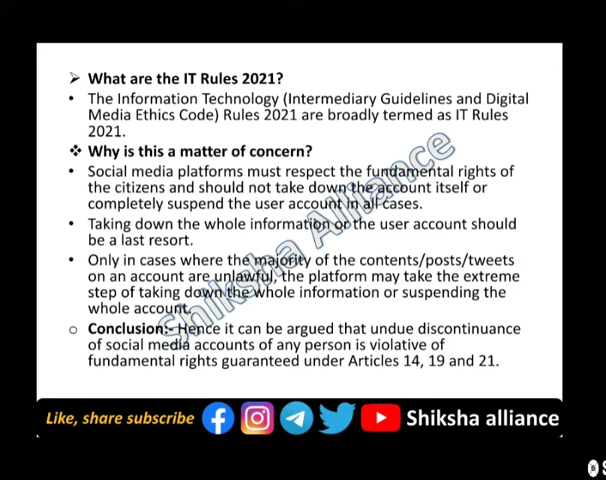 ➢ What are the IT Rules 2021?
• The Information Technology (Intermediary Guidelines and Digital
Media Ethics Code) Rules 2021 are broadly termed as IT Rules
2021.
❖ Why is this a matter of concern?
• Social media platforms must respect the fundamental rights of
the citizens and should not take down the account itself or
completely suspend the user account in all cases.
• Taking down the whole information or the user account should
be a last resort.
• Only in cases where the majority of the contents/posts/tweets
on an account are unlawful, the platform may take the extreme
step of taking down the whole information or suspending the
whole account.
o Conclusion:- Hence it can be argued that undue discontinuance
of social media accounts of any person is violative of
fundamental rights guaranteed under Articles 14, 19 and 21.
Shiksha Alliance
Like, share subscribe Shiksha alliance